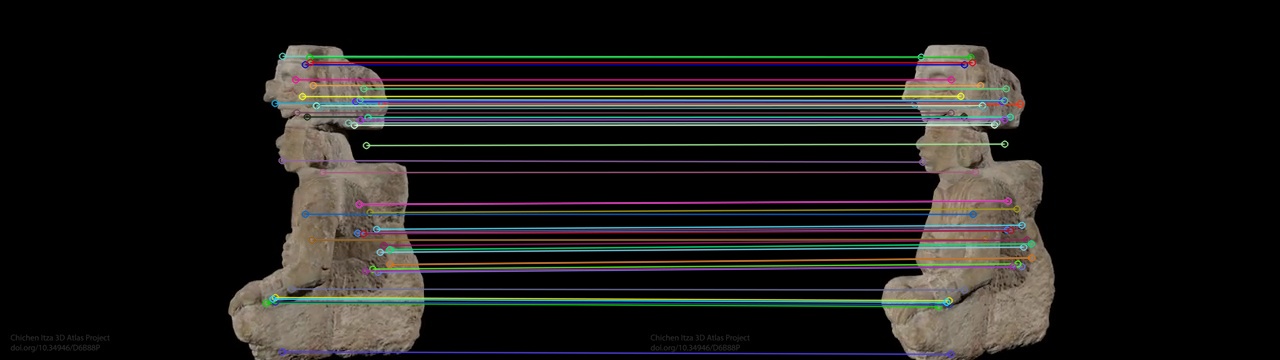 Chichen Itza 3D Atlas Project
doi.org/10.34946/D6B88P
Chichen Itza 3D Atlas Project
doi.org/10.34946/D6B88P